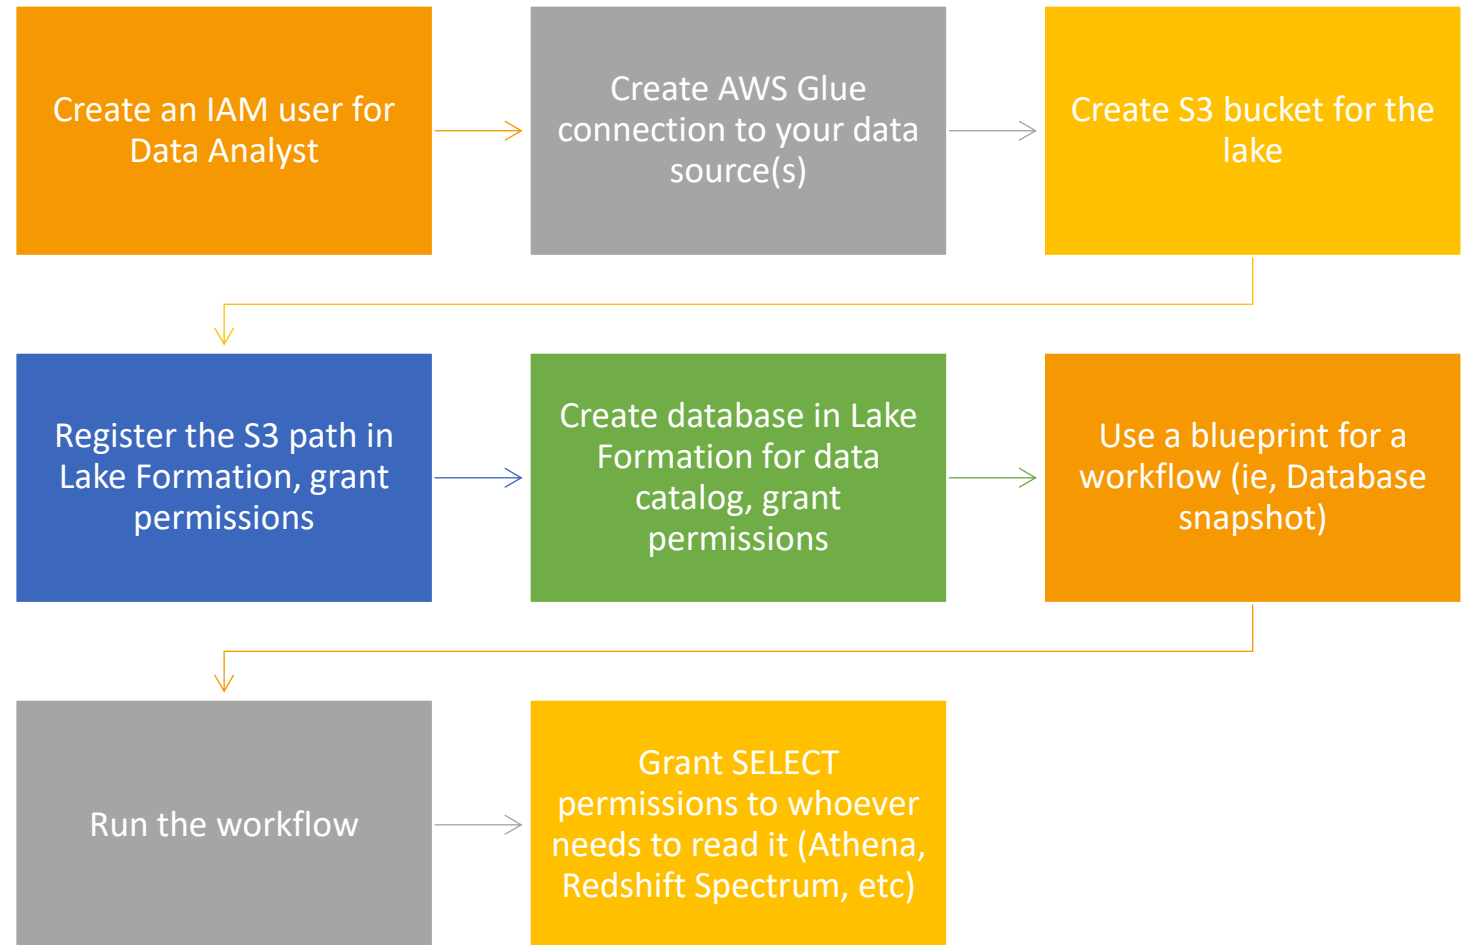 Create an IAM user for
Data Analyst
Create AWS Glue
connection to your data
source(s)
Create S3 bucket for the
lake
Register the S3 path in
Lake Formation, grant
permissions
Create database in Lake
Formation for data
catalog, grant
permissions
Use a blueprint for a
workflow (ie, Database
snapshot)
Run the workflow
Grant SELECT
permissions to whoever
needs to read it (Athena,
Redshift Spectrum, etc)